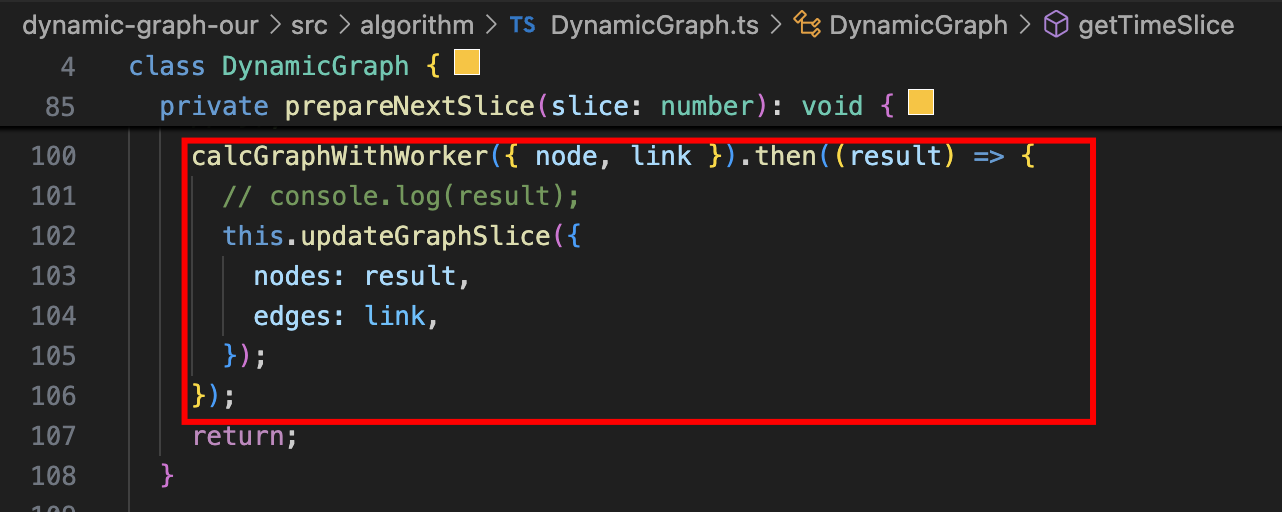 dynamic-graph-our > src > algorithm > TS DynamicGraph.ts > DynamicGraph > getTimeSlice
4 class DynamicGraph {
85 private prepareNextSlice(slice: number): void {
100 calcGraphWithWorker({ node, link }).then((result) => {
101 // console.log(result);
102 this.updateGraphSlice({
103 nodes: result,
104 edges: link,
105 });
106 });
107 return;
108 }
109